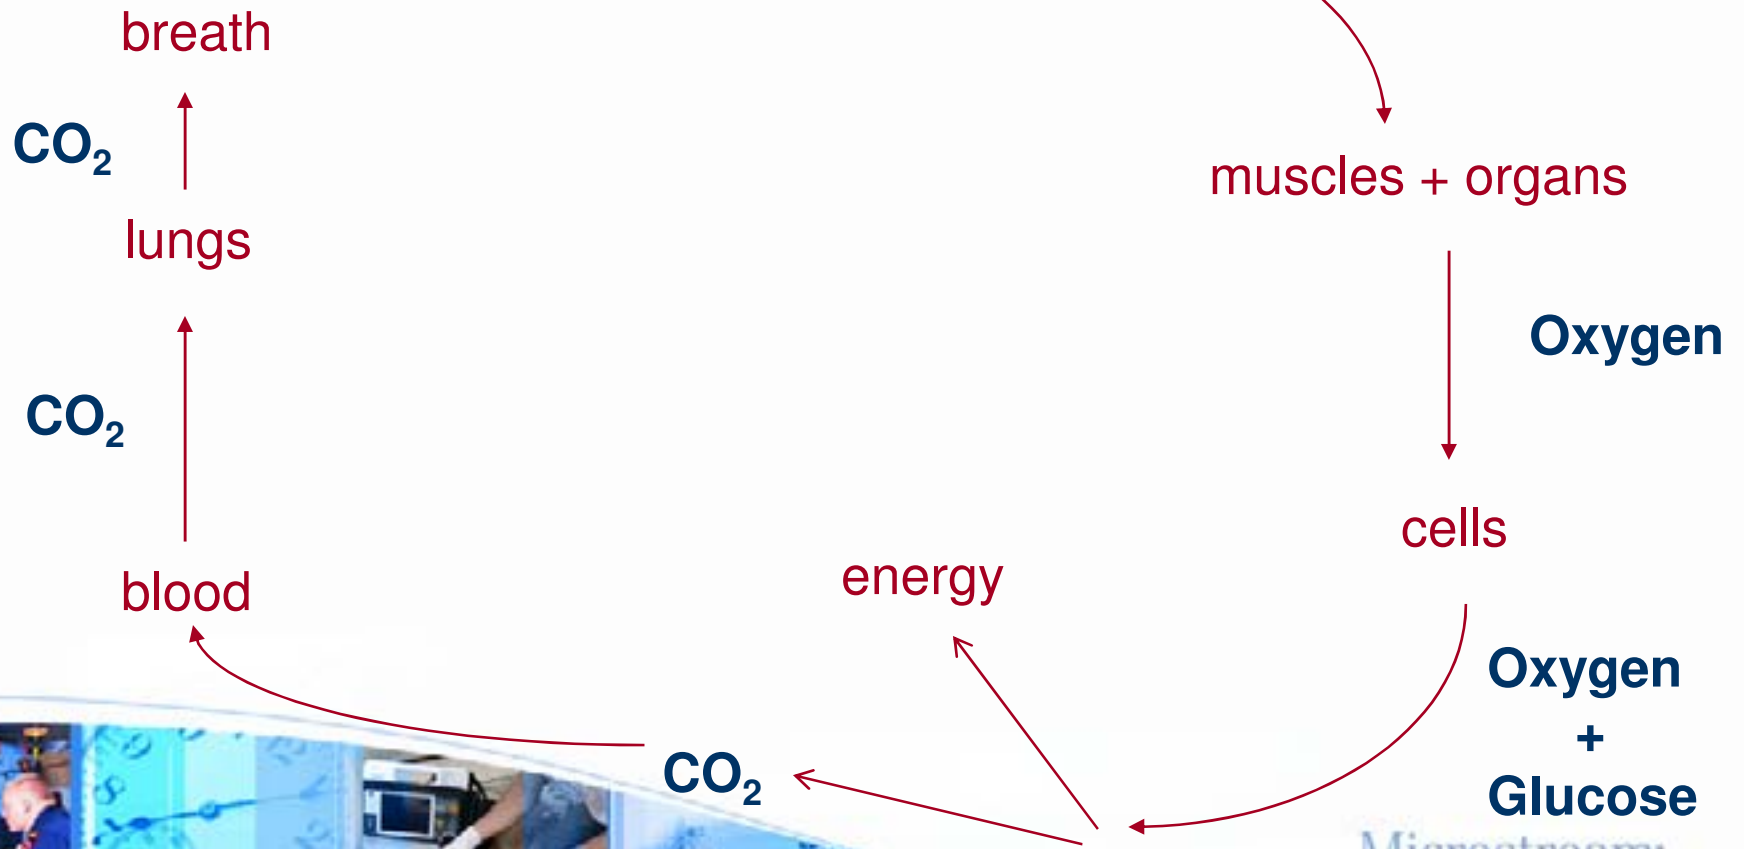 breath
CO₂
lungs
CO₂
blood
muscles + organs
Oxygen
cells
energy
Oxygen
+
Glucose
CO₂